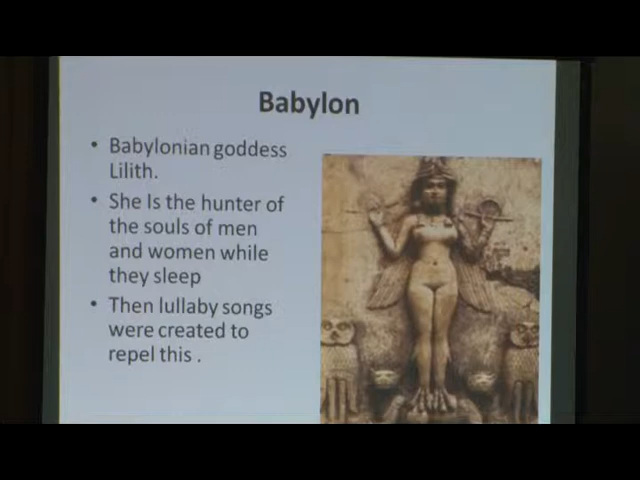 Babylon
• Babylonian goddess
Lilith.
• She Is the hunter of
the souls of men
and women while
they sleep
• Then lullaby songs
were created to
repel this .